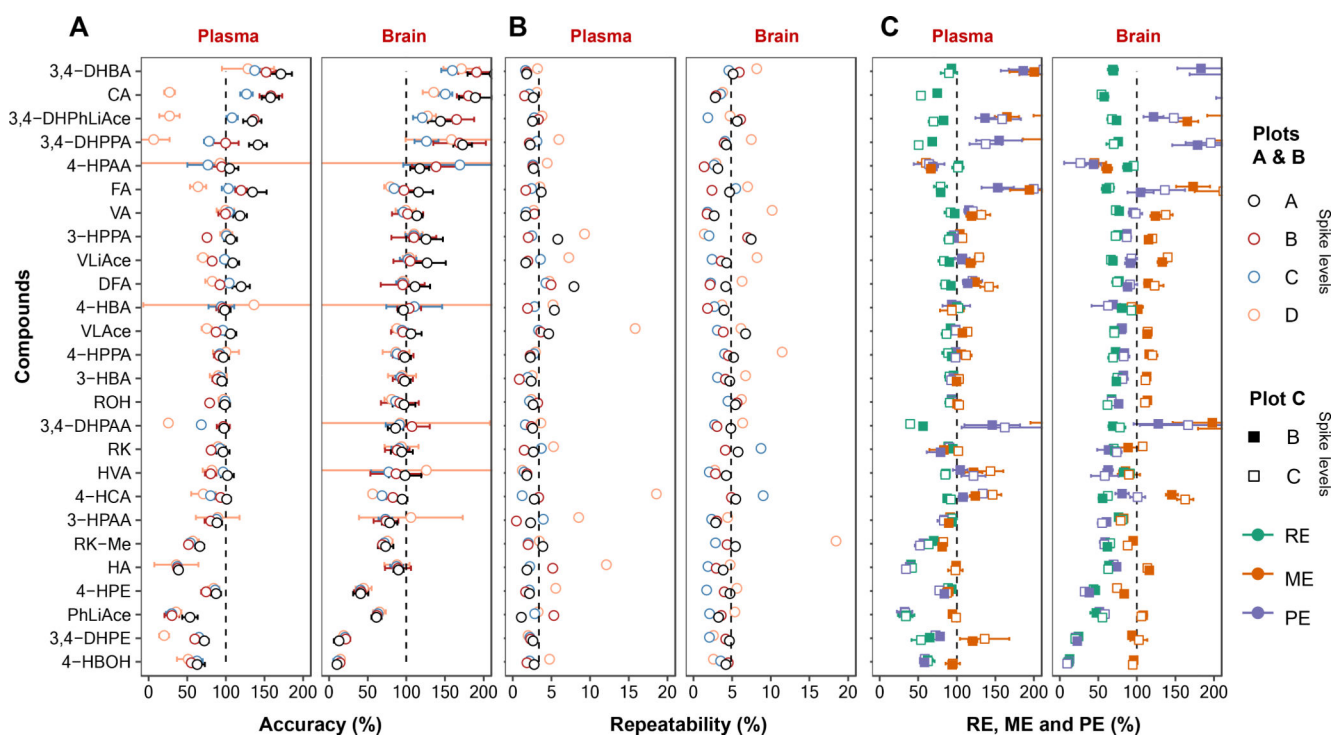 A
B
C
Plasma
Brain
Plasma
Brain
Plasma
Brain
Compounds
3,4−DHBA
CA
3,4−DHPhLiAce
3,4−DHPPA
4−HPAA
FA
VA
3−HPPA
VLiAce
DFA
4−HBA
VLAce
4−HPPA
3−HBA
ROH
3,4−DHPAA
RK
HVA
4−HCA
3−HPAA
RK−Me
HA
4−HPE
PhLiAce
3,4−DHPE
4−HBOH
0 100 200
0 100 200
0 5 10 15 20
0 5 10 15 20
0 50 100 150 200
0 50 100 150 200
Accuracy (%)
Repeatability (%)
RE, ME and PE (%)
Plots
A & B
A
B
C
D
Spike levels
Plot C
B
C
Spike levels
RE
ME
PE